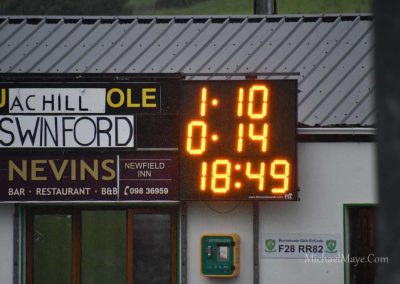 ACHILL
OLE
SWINFORD
1:10
0:14
18:49
NEVINS
NEWFIELD
INN
BAR • RESTAURANT • B&B
098 36959
F28 RR82
MichaelMaye.Com